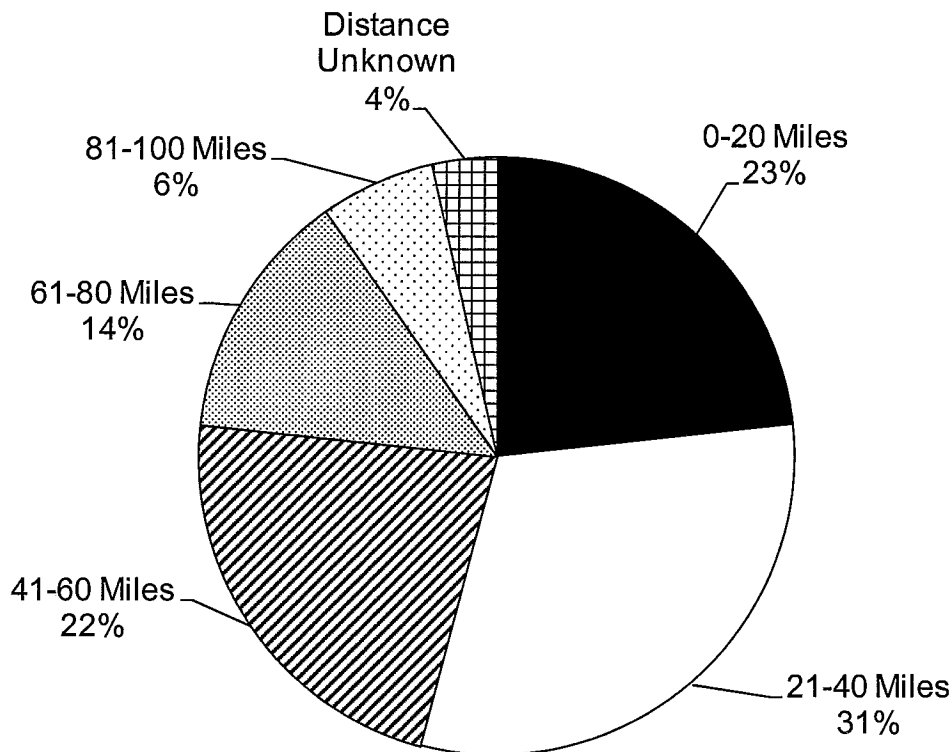 Distance
Unknown
4%
81-100 Miles
6%
0-20 Miles
23%
61-80 Miles
14%
41-60 Miles
22%
21-40 Miles
31%